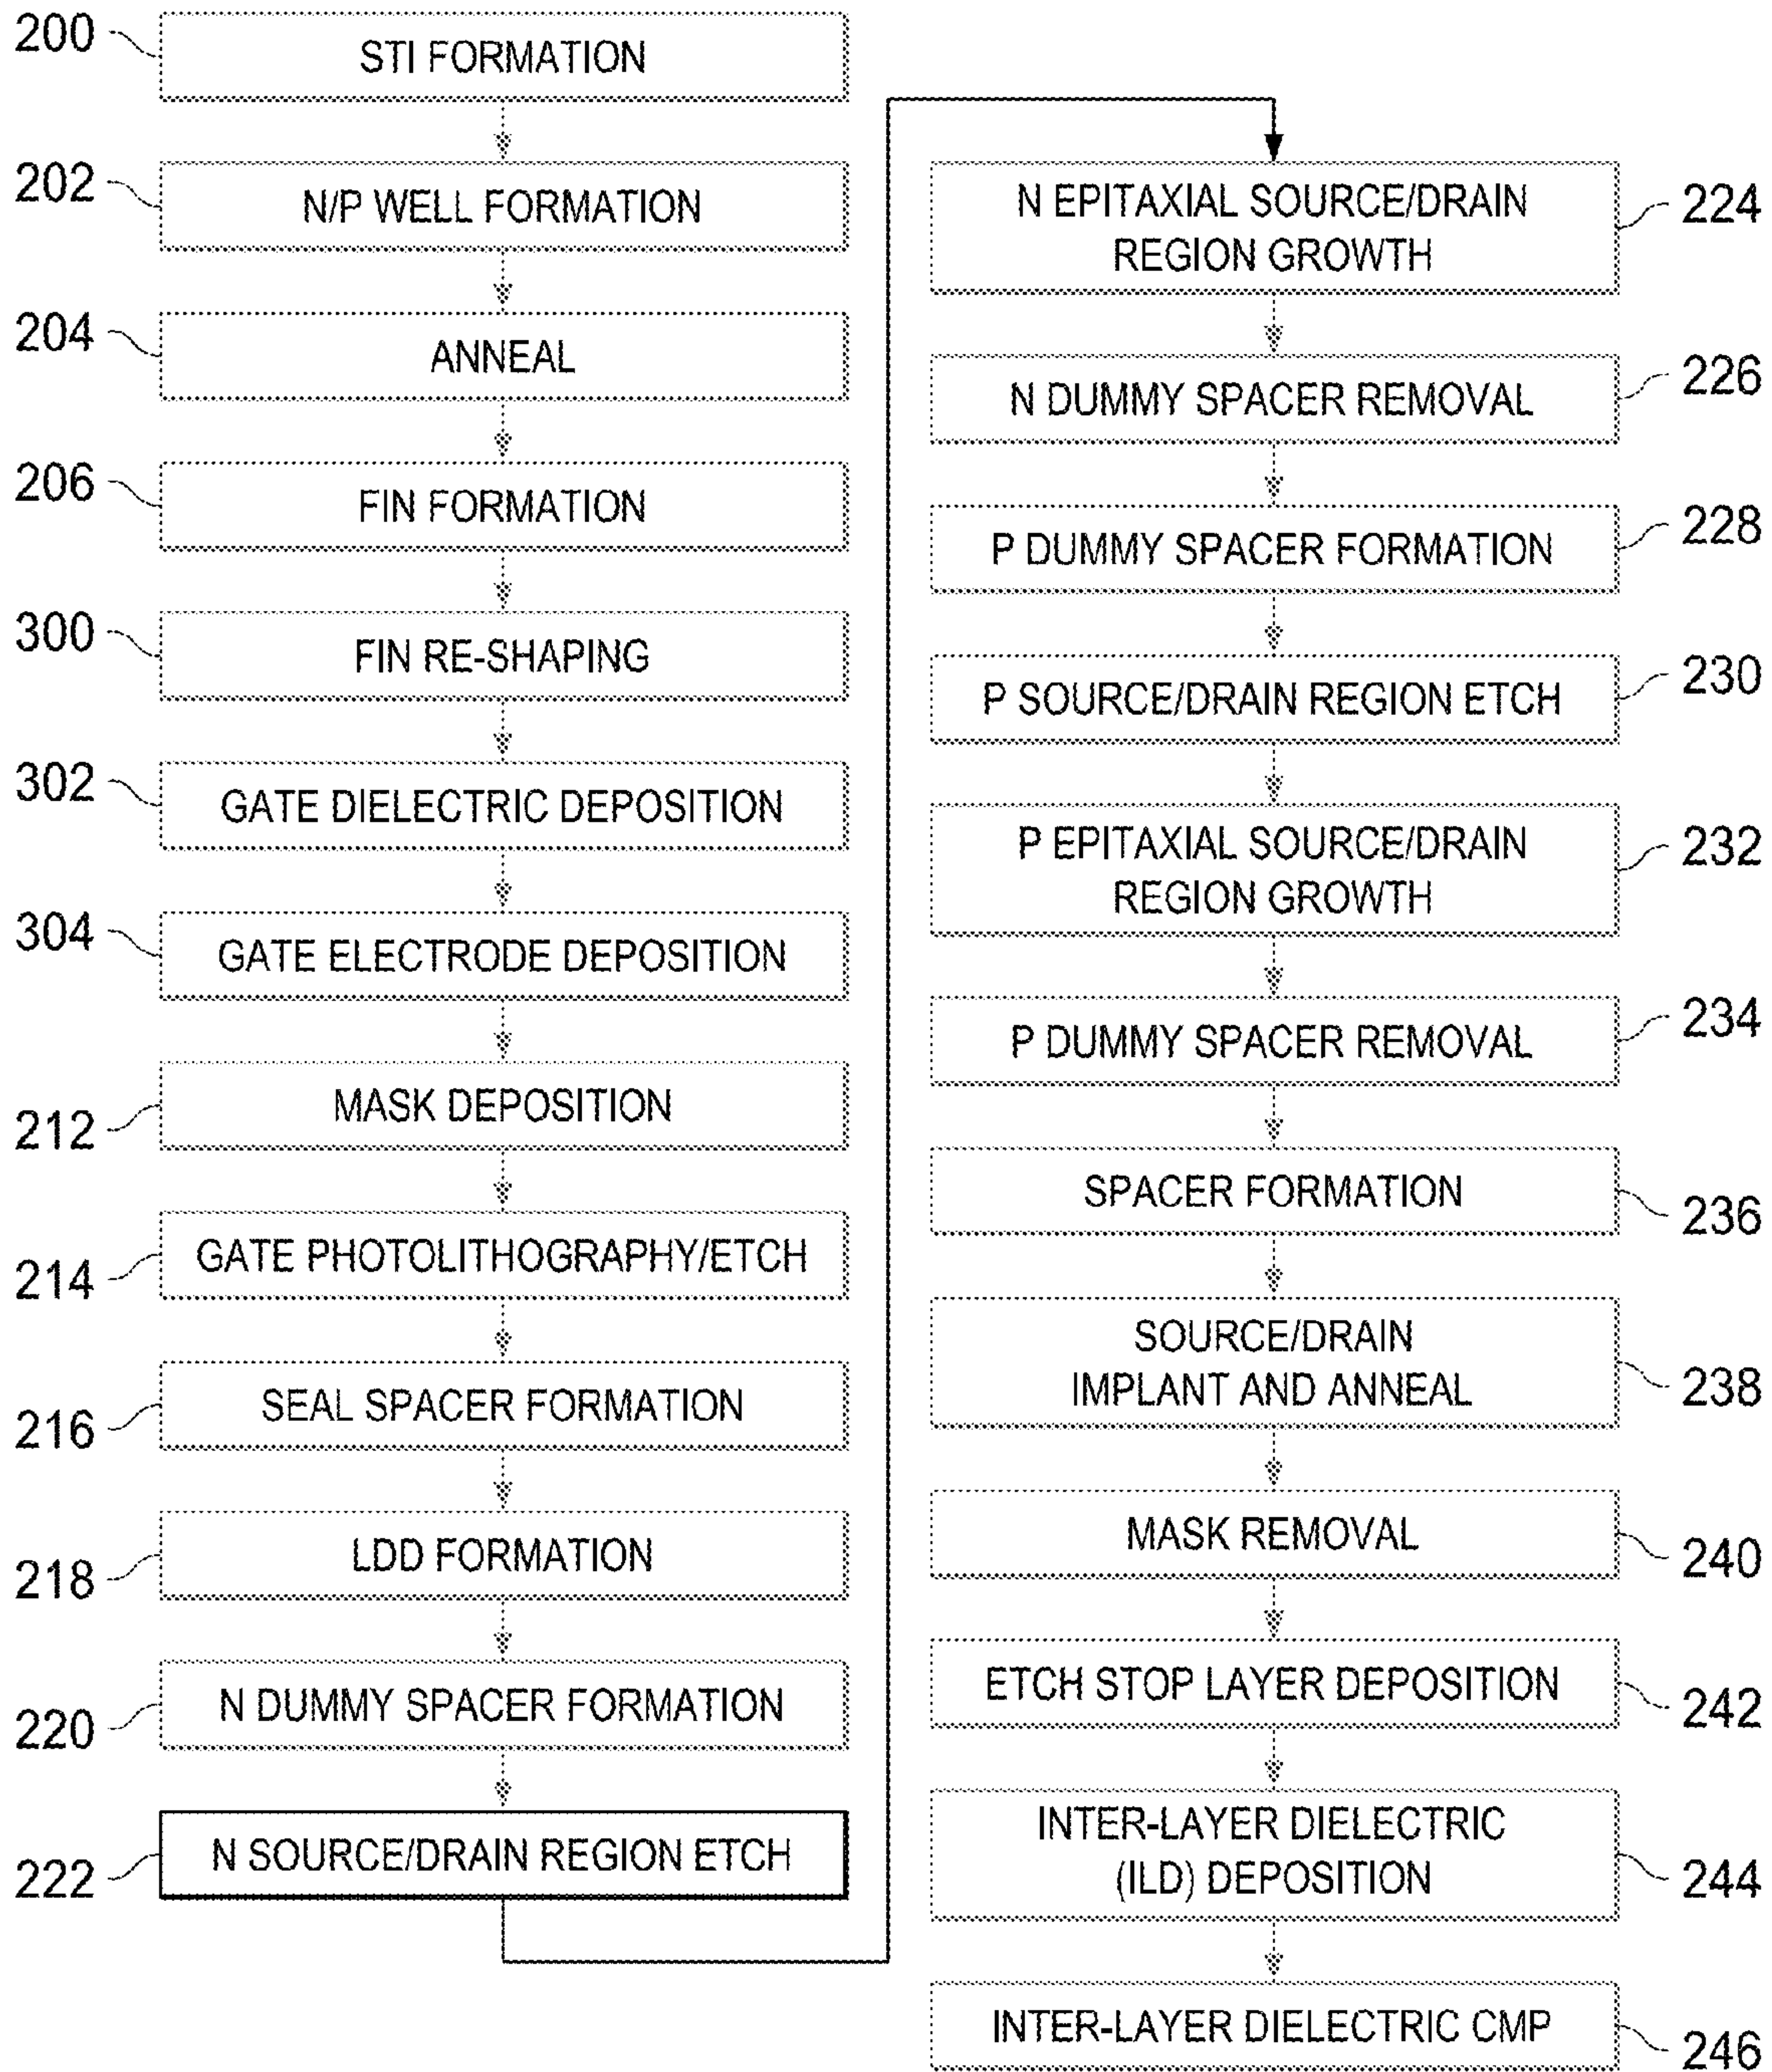 200
STI FORMATION
202
N/P WELL FORMATION
204
ANNEAL
206
FIN FORMATION
300
FIN RE-SHAPING
302
GATE DIELECTRIC DEPOSITION
304
GATE ELECTRODE DEPOSITION
212
MASK DEPOSITION
214
GATE PHOTOLITHOGRAPHY/ETCH
216
SEAL SPACER FORMATION
218
LDD FORMATION
220
N DUMMY SPACER FORMATION
222
N SOURCE/DRAIN REGION ETCH
N EPITAXIAL SOURCE/DRAIN
REGION GROWTH
224
N DUMMY SPACER REMOVAL
226
P DUMMY SPACER FORMATION
228
P SOURCE/DRAIN REGION ETCH
230
P EPITAXIAL SOURCE/DRAIN
REGION GROWTH
232
P DUMMY SPACER REMOVAL
234
SPACER FORMATION
236
SOURCE/DRAIN
IMPLANT AND ANNEAL
238
MASK REMOVAL
240
ETCH STOP LAYER DEPOSITION
242
INTER-LAYER DIELECTRIC
(ILD) DEPOSITION
244
INTER-LAYER DIELECTRIC CMP
246